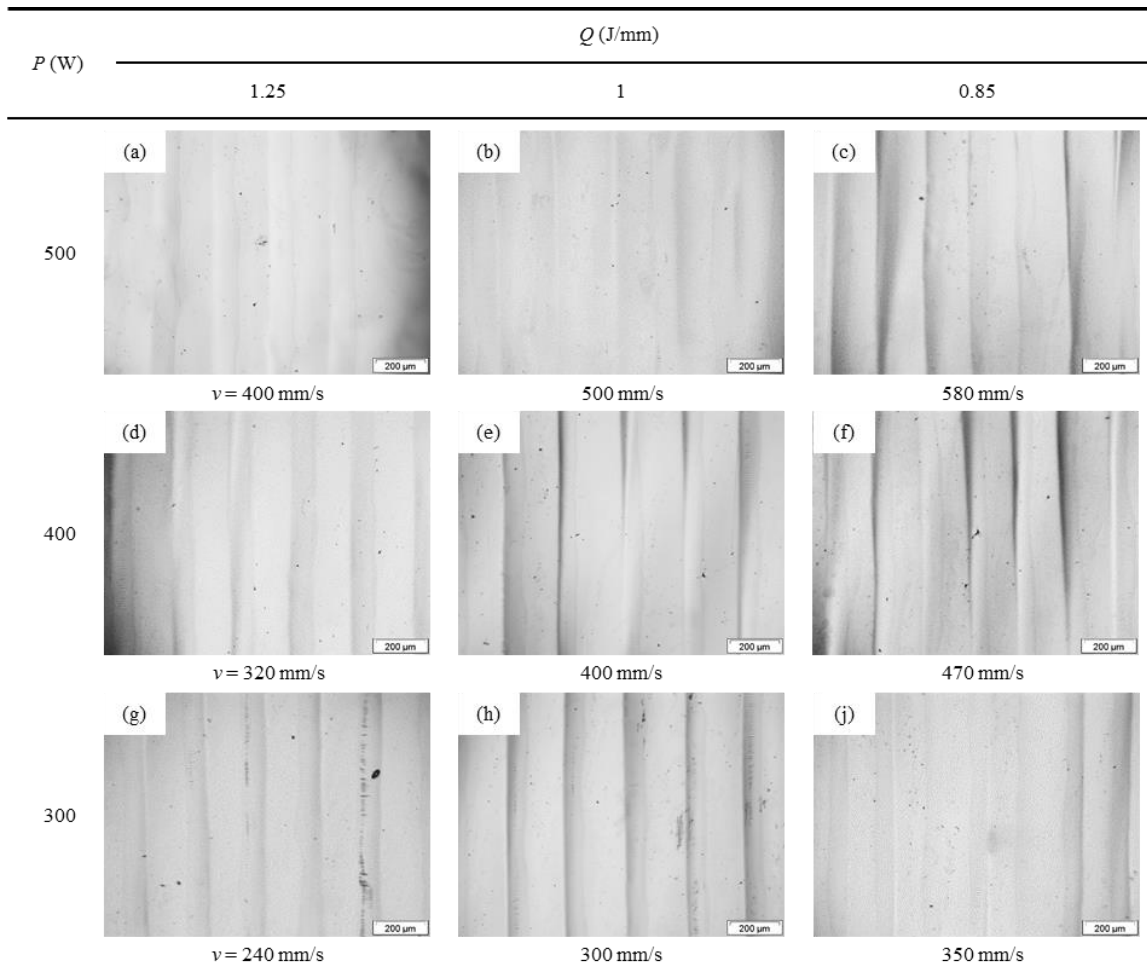 Q (J/mm)
P (W)
1.25 1 0.85
(a) (b) (c)
500
200 µm 200 µm 200 µm
v = 400 mm/s 500 mm/s 580 mm/s
(d) (e) (f)
400
200 µm 200 µm 200 µm
v = 320 mm/s 400 mm/s 470 mm/s
(g) (h) (j)
300
200 µm 200 µm 200 µm
v = 240 mm/s 300 mm/s 350 mm/s